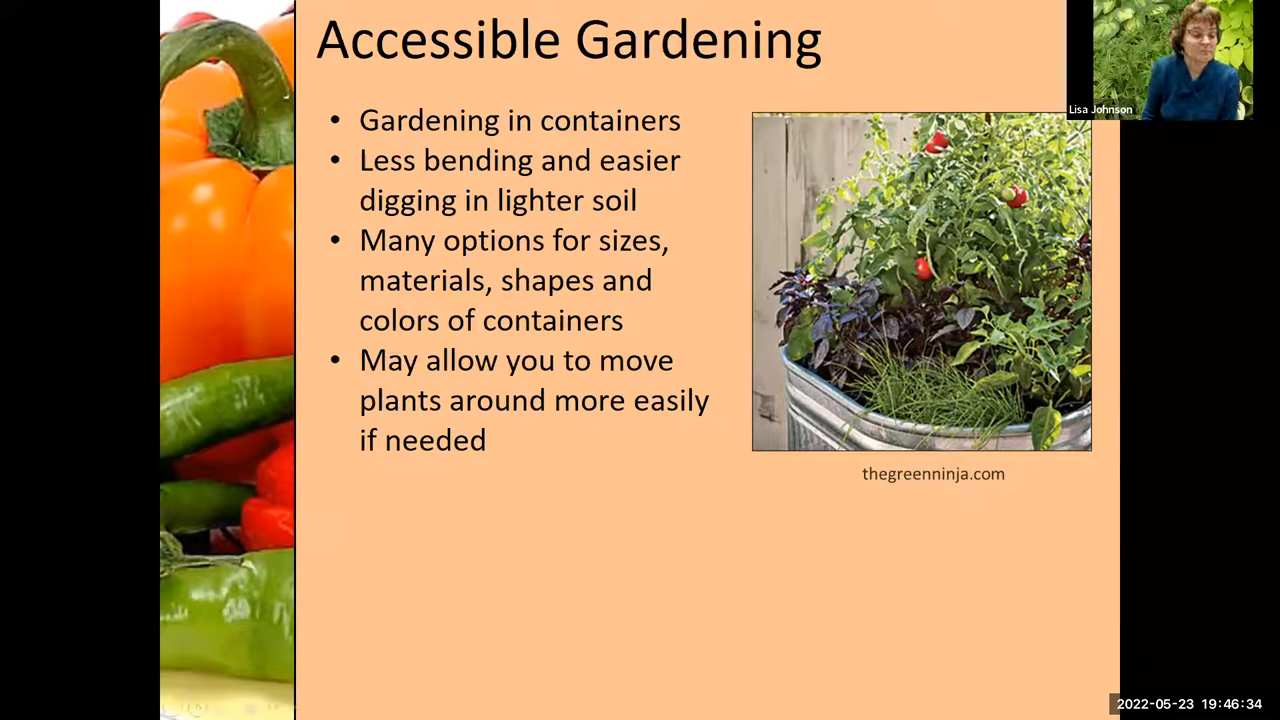 Accessible Gardening
Lisa Johnson
• Gardening in containers
• Less bending and easier
digging in lighter soil
• Many options for sizes,
materials, shapes and
colors of containers
• May allow you to move
plants around more easily
if needed
thegreenninja.com
2022-05-23 19:46:34